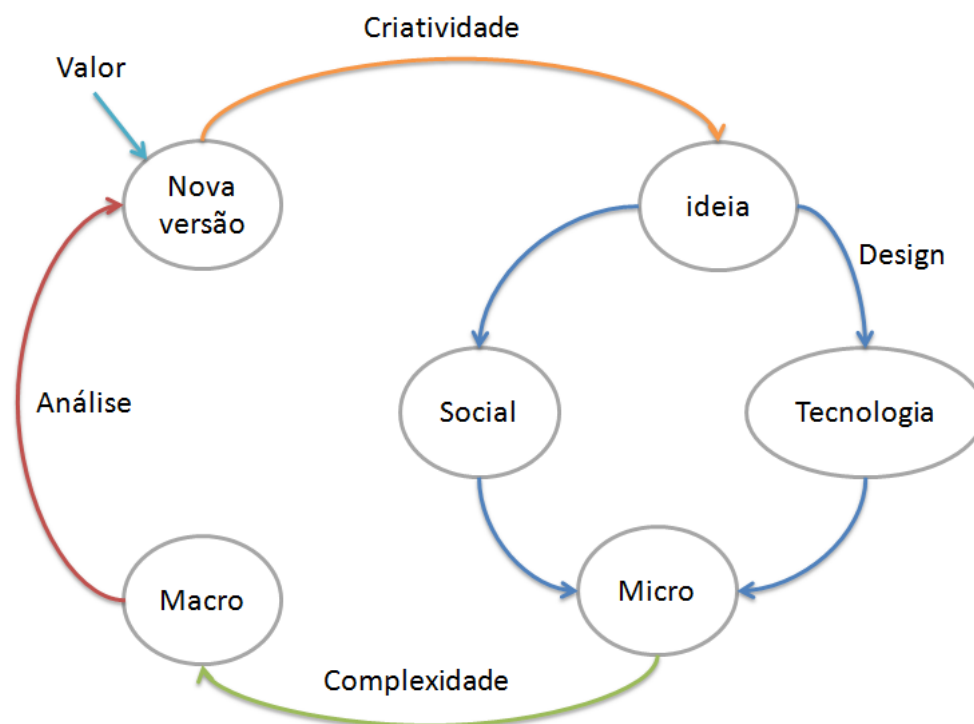 Criatividade
Valor
Nova
versão
ideia
Design
Análise
Social
Tecnologia
Macro
Micro
Complexidade